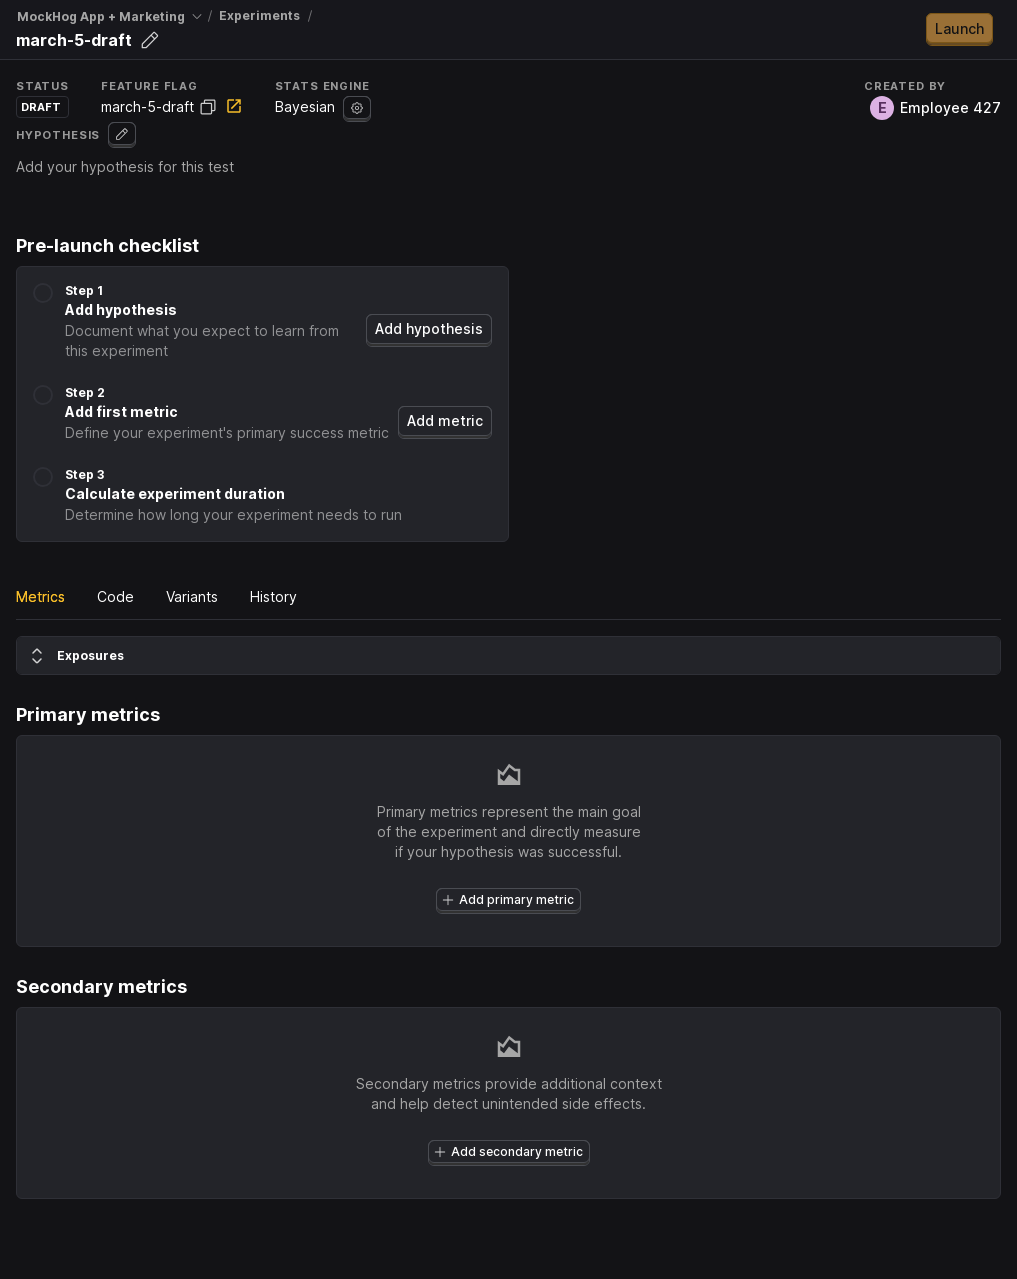 MockHog App + Marketing / Experiments /
march-5-draft
Launch
STATUS
FEATURE FLAG
STATS ENGINE
CREATED BY
DRAFT
march-5-draft
Bayesian
E Employee 427
HYPOTHESIS
Add your hypothesis for this test
Pre-launch checklist
Step 1
Add hypothesis
Document what you expect to learn from
this experiment
Add hypothesis
Step 2
Add first metric
Define your experiment's primary success metric
Add metric
Step 3
Calculate experiment duration
Determine how long your experiment needs to run
Metrics Code Variants History
Exposures
Primary metrics
Primary metrics represent the main goal
of the experiment and directly measure
if your hypothesis was successful.
Add primary metric
Secondary metrics
Secondary metrics provide additional context
and help detect unintended side effects.
Add secondary metric